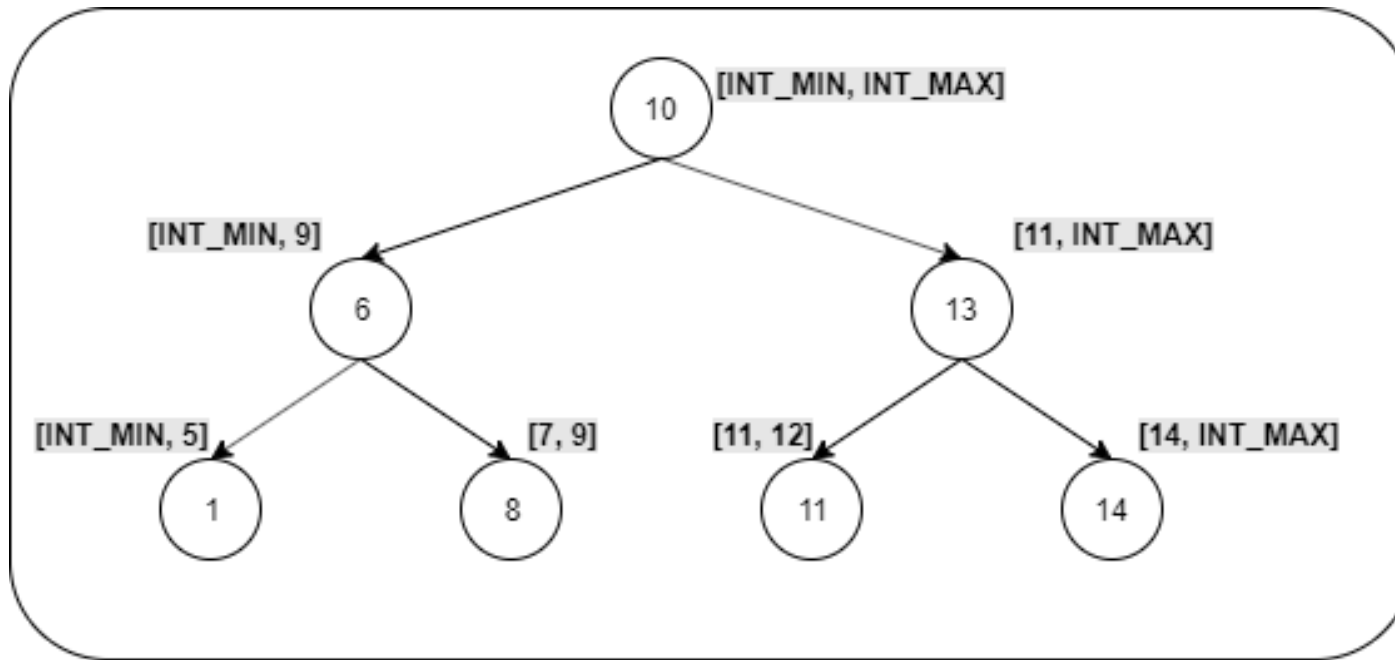 [INT_MIN, INT_MAX]
10
[INT_MIN, 9]
[11, INT_MAX]
6
13
[INT_MIN, 5]
[7, 9]
[11, 12]
[14, INT_MAX]
1
8
11
14